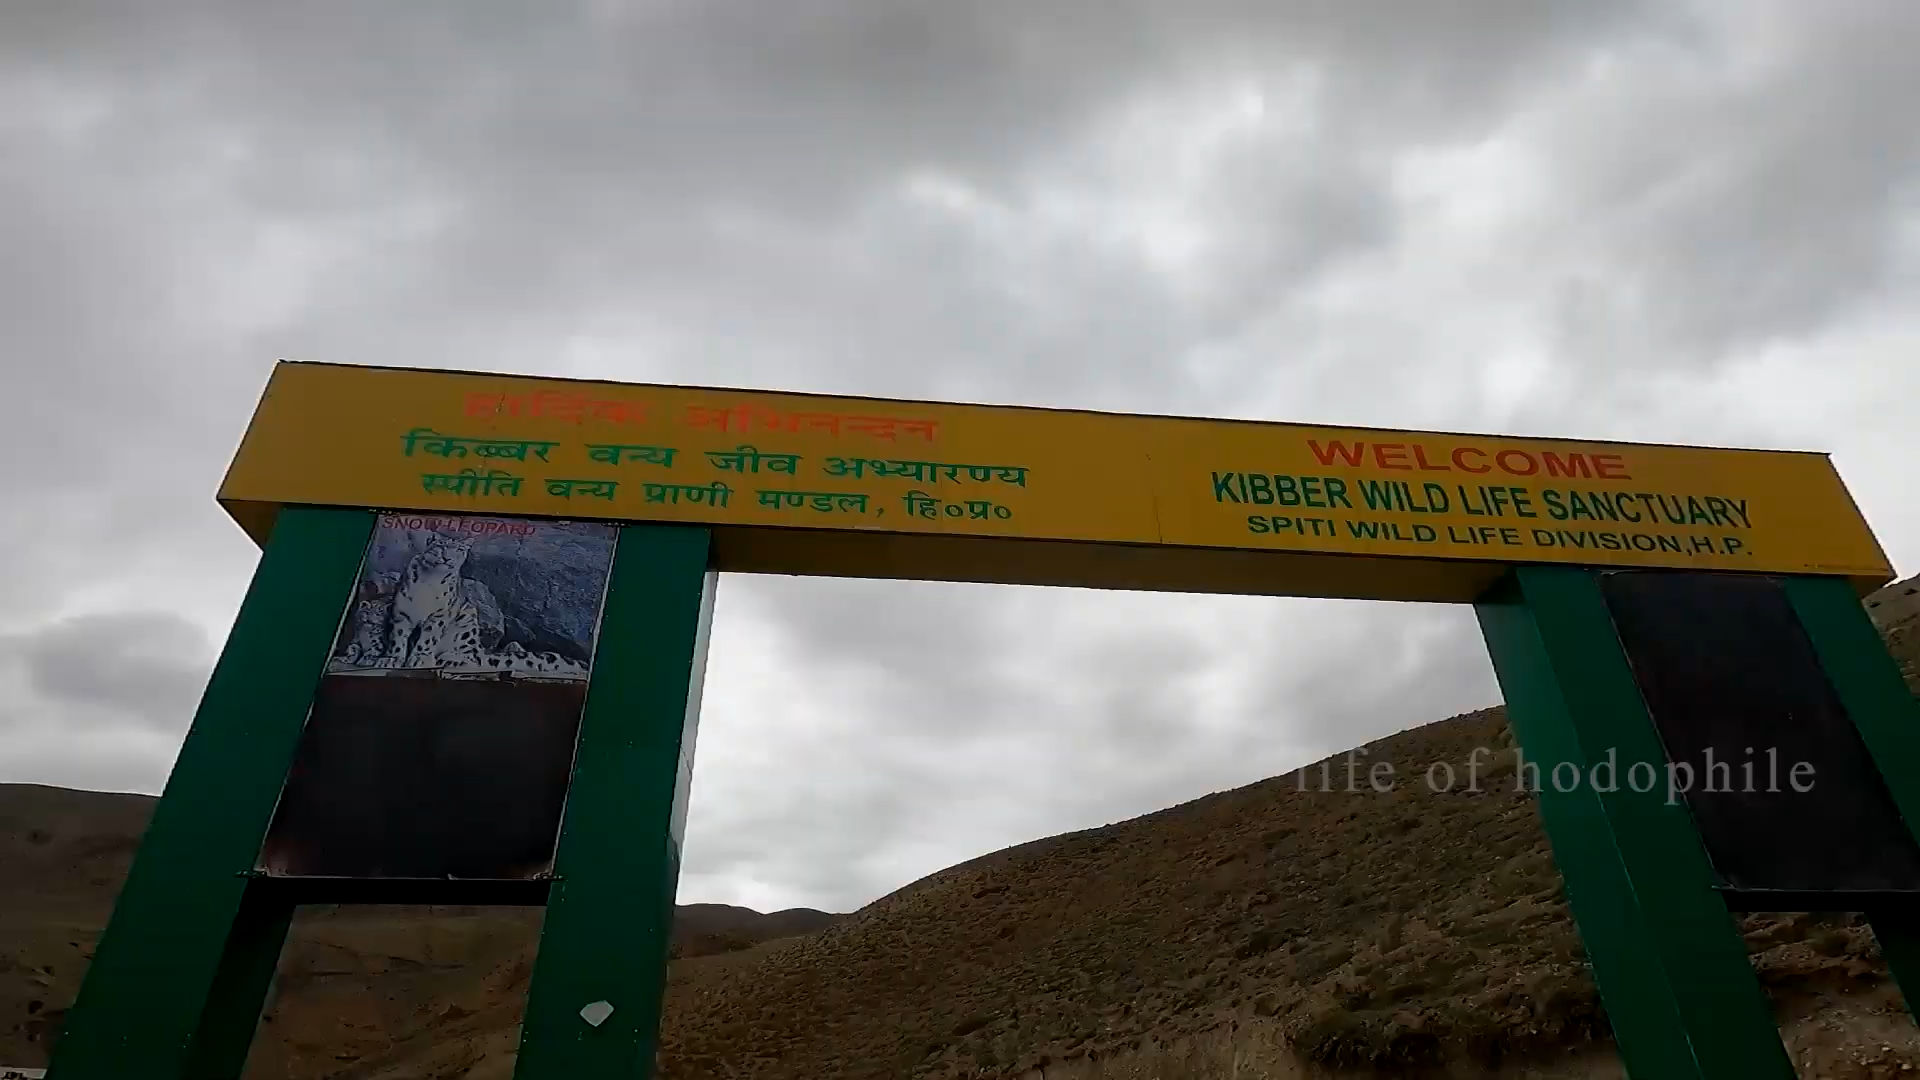 हार्दिक अभिनन्दन
किब्बर वन्य जीव अभ्यारण्य
स्पीति वन्य प्राणी मण्डल, हि०प्र०
WELCOME
KIBBER WILD LIFE SANCTUARY
SPITI WILD LIFE DIVISION,H.P.
SNOW LEOPARD
life of hodophile